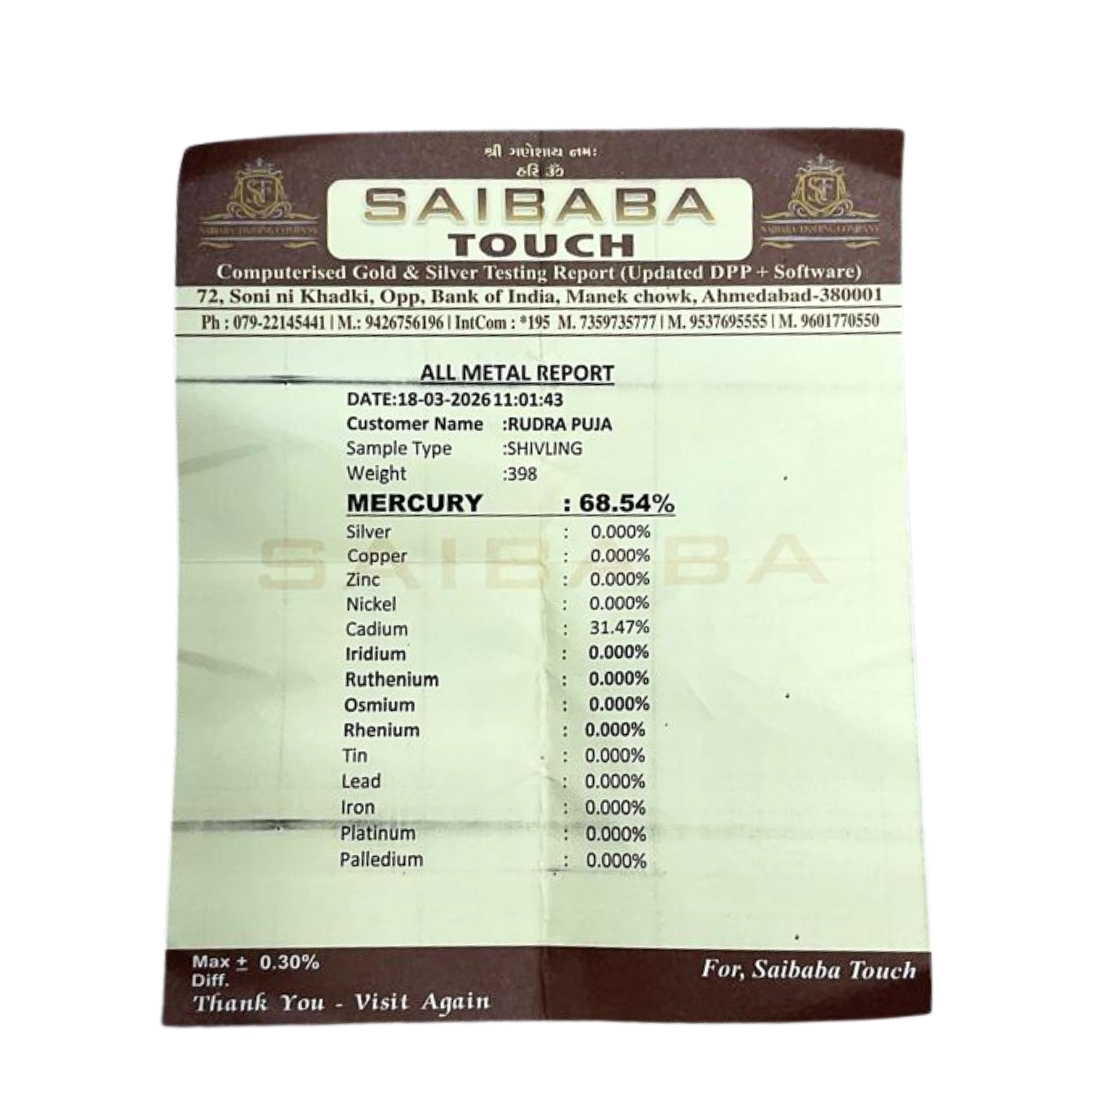 શ્રી ગણેશાય નમ:
હરિ ૐ
SAIBABA
TOUCH
Computerised Gold & Silver Testing Report (Updated DPP + Software)
72, Soni ni Khadki, Opp, Bank of India, Manek chowk, Ahmedabad-380001
Ph : 079-22145441 | M.: 9426756196 | IntCom : *195 M. 7359735777 | M. 9537695555 | M. 9601770550
ALL METAL REPORT
DATE:18-03-2026 11:01:43
Customer Name :RUDRA PUJA
Sample Type :SHIVLING
Weight :398
MERCURY : 68.54%
Silver : 0.000%
Copper : 0.000%
Zinc : 0.000%
Nickel : 0.000%
Cadium : 31.47%
Iridium : 0.000%
Ruthenium : 0.000%
Osmium : 0.000%
Rhenium : 0.000%
Tin : 0.000%
Lead : 0.000%
Iron : 0.000%
Platinum : 0.000%
Palledium : 0.000%
SAIBABA
Max ± 0.30%
Diff.
For, Saibaba Touch
Thank You - Visit Again